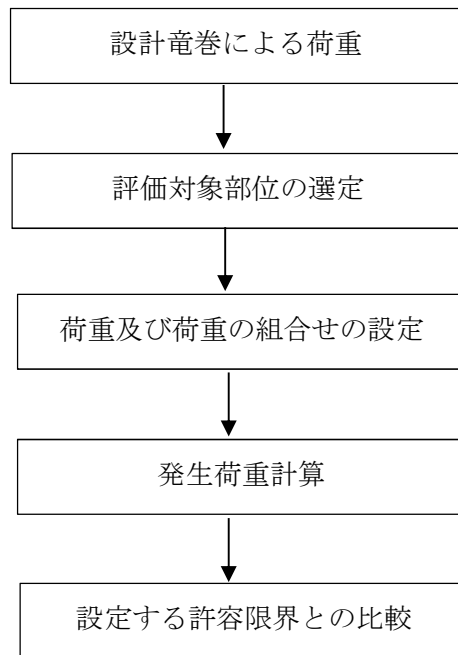 設計竜巻による荷重
評価対象部位の選定
荷重及び荷重の組合せの設定
発生荷重計算
設定する許容限界との比較